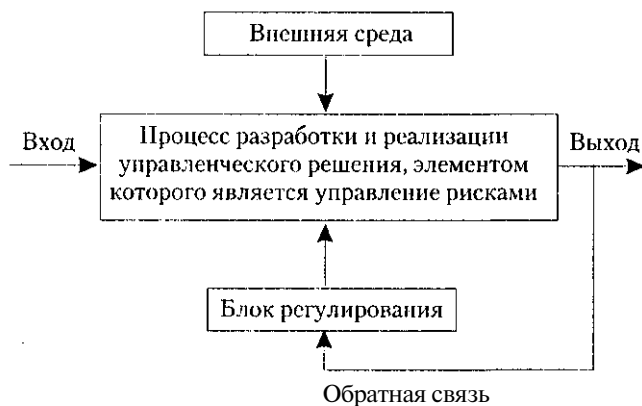 Внешняя среда
Вход
Процесс разработки и реализации
управленческого решения, элементом
которого является управление рисками
Выход
Блок регулирования
Обратная связь